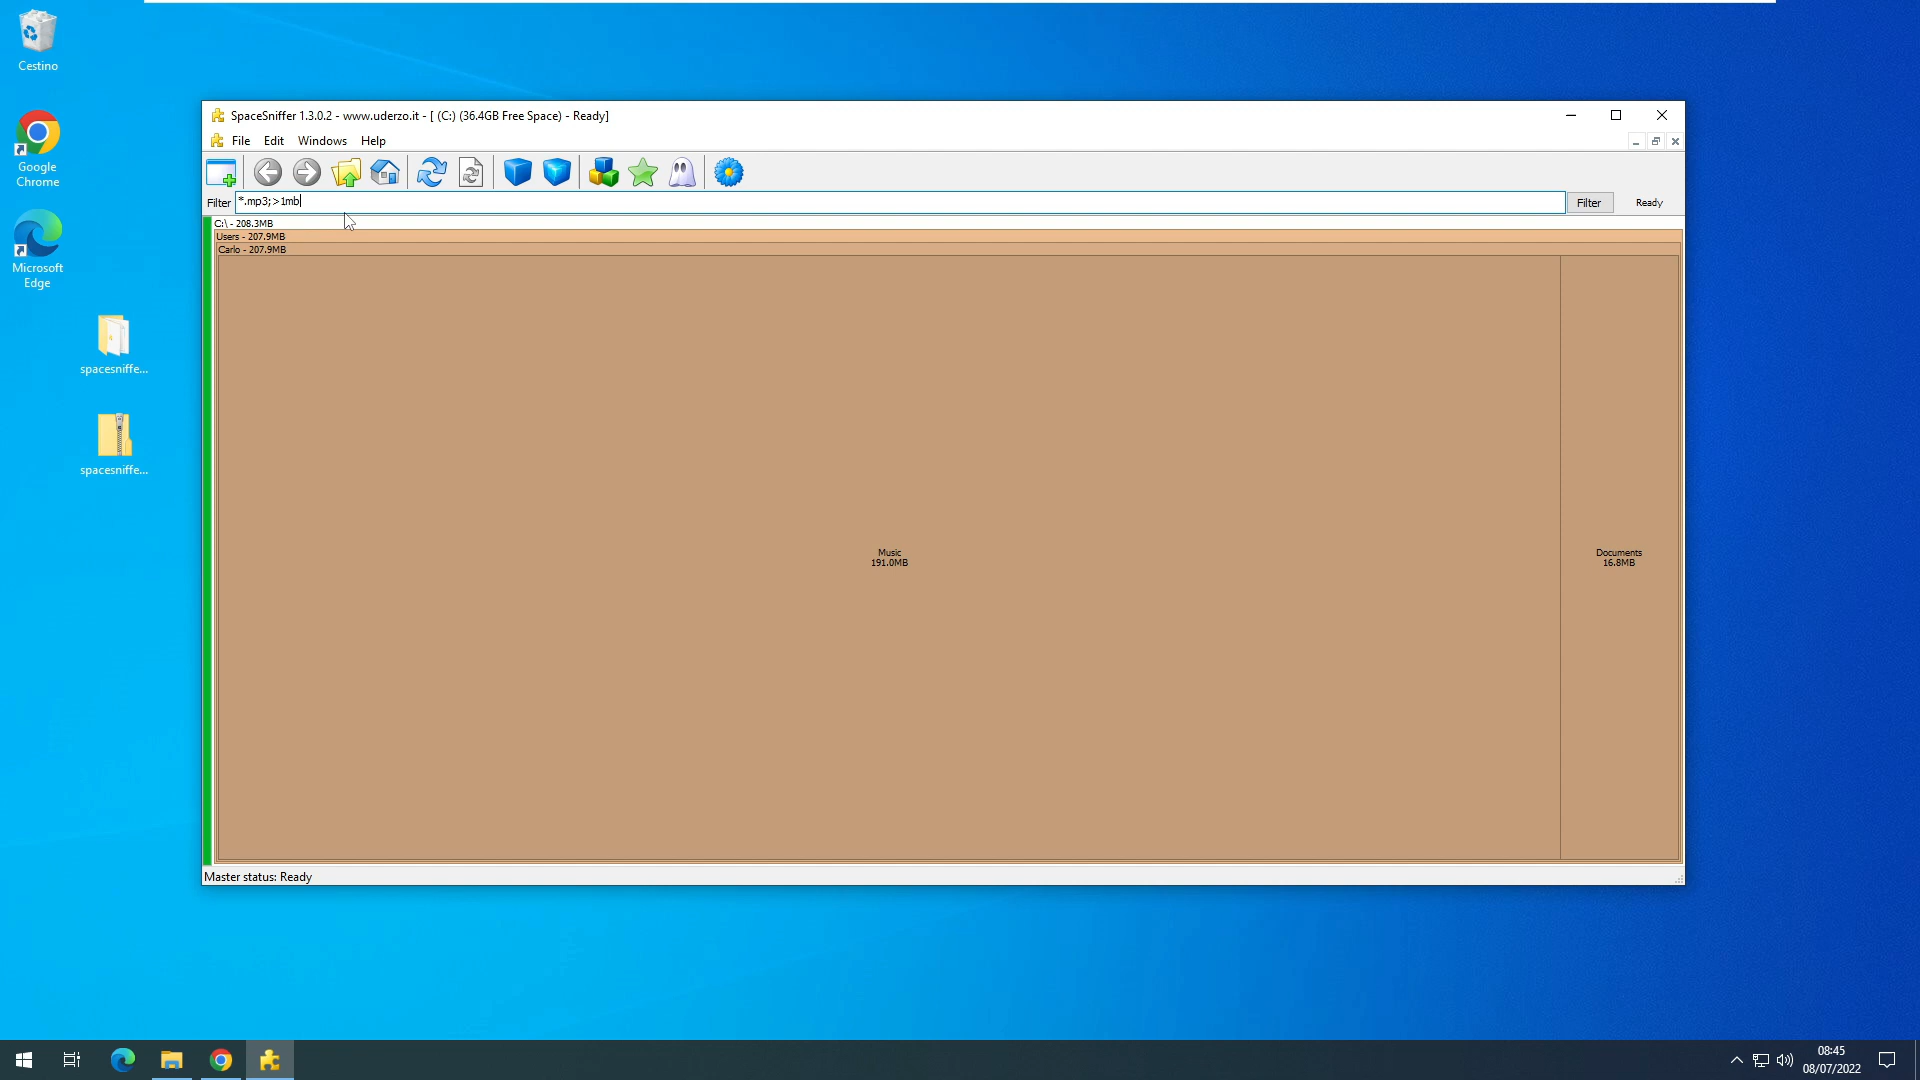 Cestino
Google
Chrome
Microsoft
Edge
spacesniffe...
spacesniffe...
SpaceSniffer 1.3.0.2 - www.uderzo.it - [ (C:) (36.4GB Free Space) - Ready]
File Edit Windows Help
Filter *.mp3;>1mb Filter Ready
C:\ - 208.3MB
Users - 207.9MB
Carlo - 207.9MB
Music
191.0MB
Documents
16.8MB
Master status: Ready
08:45
08/07/2022